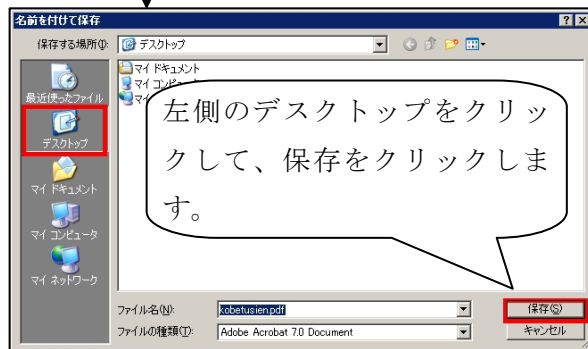 名前を付けて保存
保存する場所(I):
デスクトップ
マイ ドキュメント
マイ コンピュータ
マイ
最近使ったファイル
デスクトップ
マイ ドキュメント
マイ コンピュータ
マイ ネットワーク
左側のデスクトップをクリッ
クして、保存をクリックしま
す。
ファイル名(N):
kobetusien.pdf
保存(S)
ファイルの種類(T):
Adobe Acrobat 7.0 Document
キャンセル